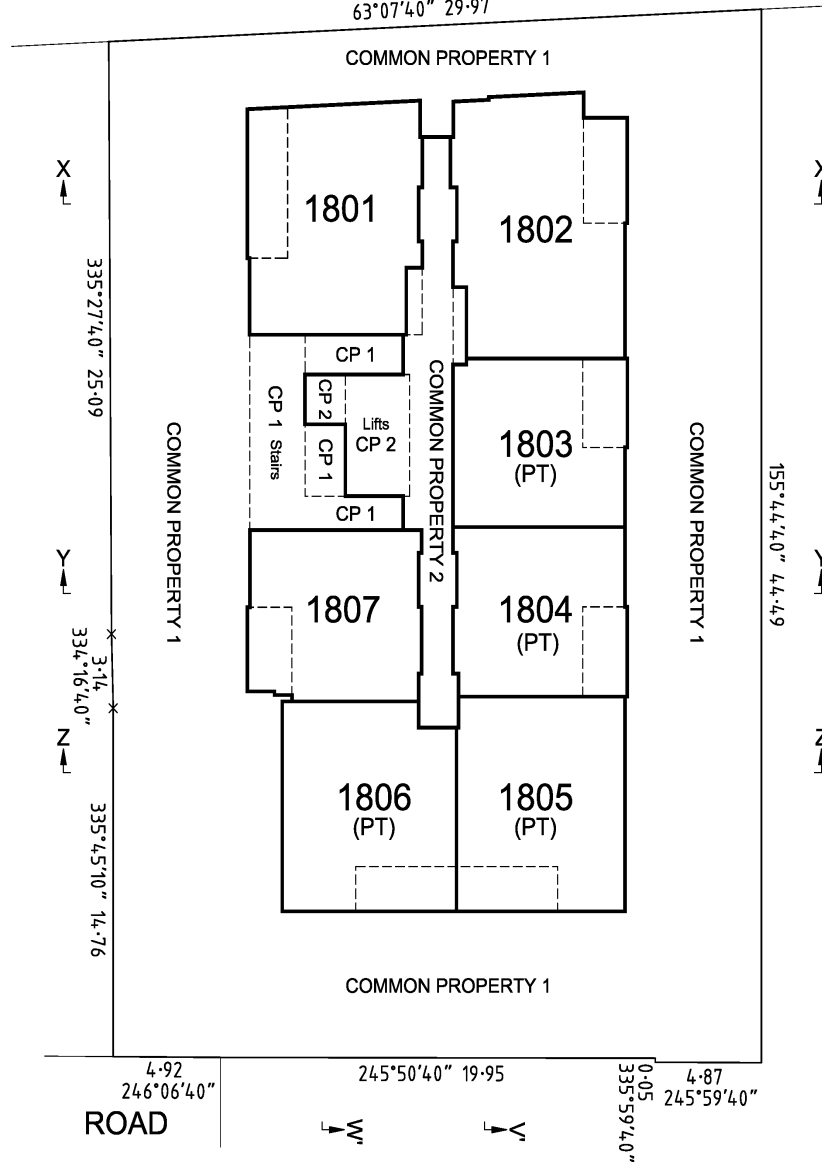 63°07'40" 29·97
COMMON PROPERTY 1
X
X
1801
1802
335°27'40" 25·09
CP 1
CP 1
Stairs
CP 2
Lifts
CP 2
CP 1
CP 1
COMMON PROPERTY 2
1803
(PT)
COMMON PROPERTY 1
COMMON PROPERTY 1
155°44'40" 44·49
Y
Y
1807
1804
(PT)
3·14
334°16'40"
Z
Z
1806
(PT)
1805
(PT)
335°45'10" 14·76
COMMON PROPERTY 1
4·92
246°06'40"
245°50'40" 19·95
0·05
335°59'40"
4·87
245°59'40"
ROAD
W'
V'